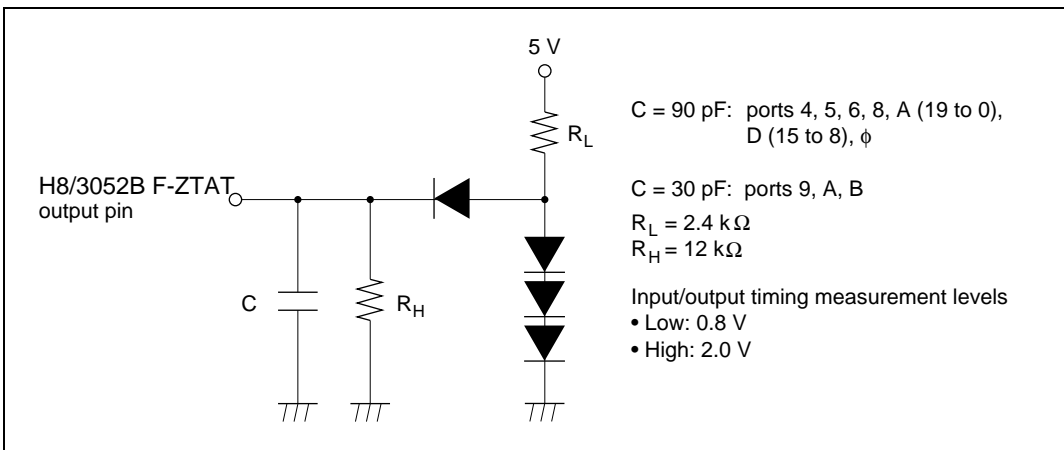 5 V
R_L
C = 90 pF: ports 4, 5, 6, 8, A (19 to 0),
D (15 to 8), ϕ
H8/3052B F-ZTAT
output pin
C = 30 pF: ports 9, A, B
R_L = 2.4 kΩ
R_H = 12 kΩ
C
R_H
Input/output timing measurement levels
• Low: 0.8 V
• High: 2.0 V